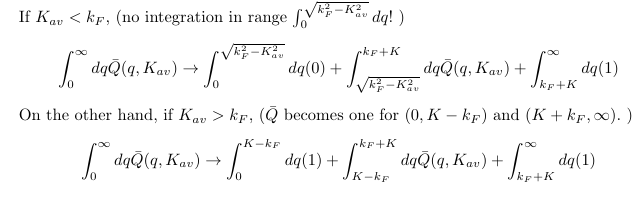 If $K_{av} < k_F$, (no integration in range $\int_0^{\sqrt{k_F^2-K_{av}^2}} dq$! )
$\int_0^\infty dq\bar{Q}(q, K_{av}) \to \int_0^{\sqrt{k_F^2-K_{av}^2}} dq(0) + \int_{\sqrt{k_F^2-K_{av}^2}}^{k_F+K} dq\bar{Q}(q, K_{av}) + \int_{k_F+K}^\infty dq(1)$
On the other hand, if $K_{av} > k_F$, ($\bar{Q}$ becomes one for $(0, K - k_F)$ and $(K + k_F, \infty)$. )
$\int_0^\infty dq\bar{Q}(q, K_{av}) \to \int_0^{K-k_F} dq(1) + \int_{K-k_F}^{k_F+K} dq\bar{Q}(q, K_{av}) + \int_{k_F+K}^\infty dq(1)$